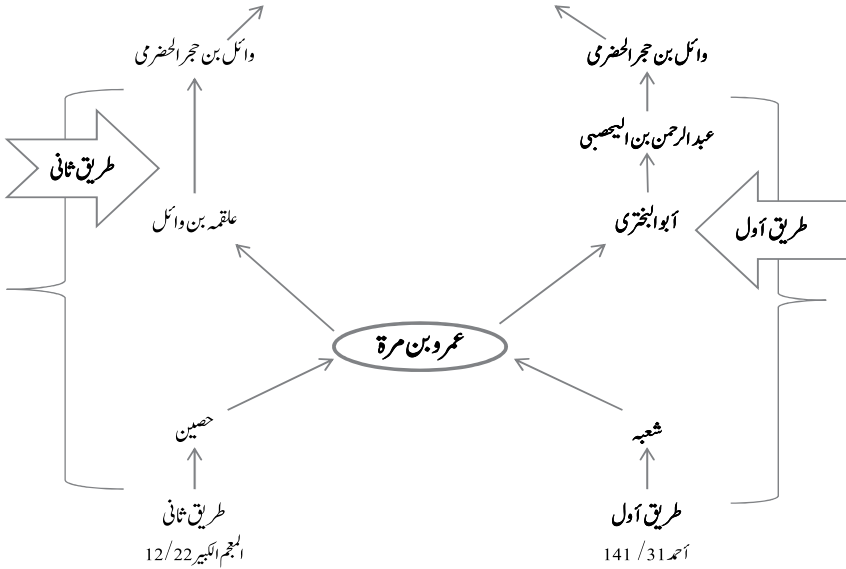 وائل بن حجر الحضرمی
وائل بن حجر الحضرمی
عبد الرحمن بن الیحصبی
طریق ثانی
أبو البختری
علقمہ بن وائل
طریق أول
عمرو بن مرة
شعبہ
حصین
طریق أول
طریق ثانی
أحمد 31/ 141
المعجم الکبیر 22/12